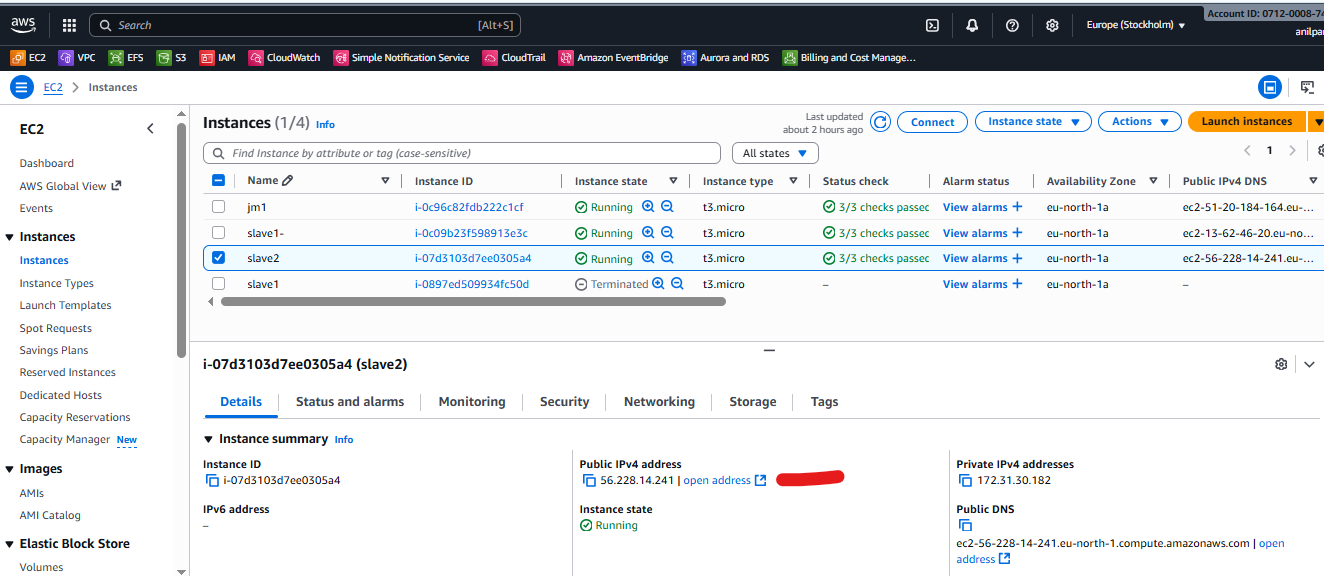 aws Search [Alt+S] Europe (Stockholm) Account ID: 0712-0008-74
anilpar
EC2 VPC EFS S3 IAM CloudWatch Simple Notification Service CloudTrail Amazon EventBridge Aurora and RDS Billing and Cost Manage...
EC2 Instances
EC2
Dashboard
AWS Global View
Events
Instances
Instances
Instance Types
Launch Templates
Spot Requests
Savings Plans
Reserved Instances
Dedicated Hosts
Capacity Reservations
Capacity Manager New
Images
AMIs
AMI Catalog
Elastic Block Store
Volumes
Instances (1/4) Info
Last updated
about 2 hours ago
Connect Instance state Actions Launch instances
Find Instance by attribute or tag (case-sensitive) All states 1
Name Instance ID Instance state Instance type Status check Alarm status Availability Zone Public IPv4 DNS
jm1 i-0c96c82fdb222c1cf Running t3.micro 3/3 checks passed View alarms + eu-north-1a ec2-51-20-184-164.eu-...
slave1- i-0c09b23f598913e3c Running t3.micro 3/3 checks passed View alarms + eu-north-1a ec2-13-62-46-20.eu-no...
slave2 i-07d3103d7ee0305a4 Running t3.micro 3/3 checks passed View alarms + eu-north-1a ec2-56-228-14-241.eu-...
slave1 i-0897ed509934fc50d Terminated t3.micro – View alarms + eu-north-1a –
i-07d3103d7ee0305a4 (slave2)
Details Status and alarms Monitoring Security Networking Storage Tags
Instance summary Info
Instance ID
i-07d3103d7ee0305a4
IPv6 address
–
Public IPv4 address
56.228.14.241 | open address
Instance state
Running
Private IPv4 addresses
172.31.30.182
Public DNS
ec2-56-228-14-241.eu-north-1.compute.amazonaws.com | open
address